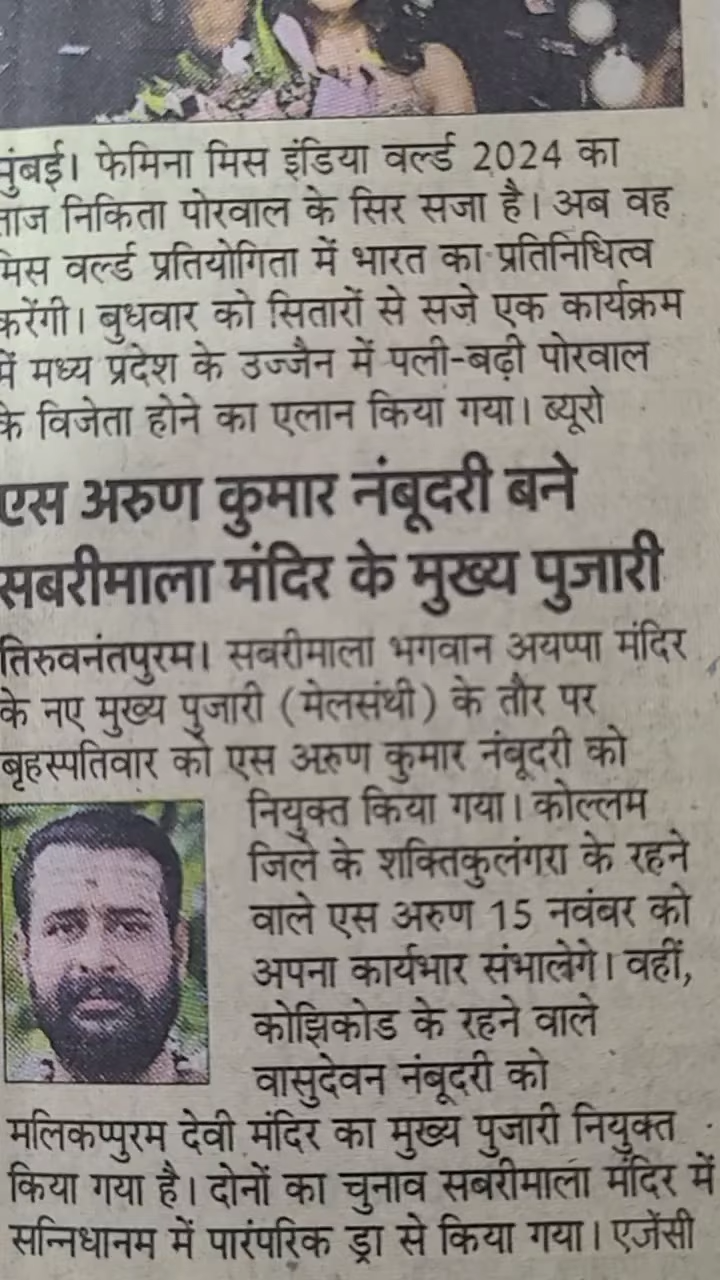 मुंबई। फेमिना मिस इंडिया वर्ल्ड 2024 का
ताज निकिता पोरवाल के सिर सजा है। अब वह
मिस वर्ल्ड प्रतियोगिता में भारत का प्रतिनिधित्व
करेंगी। बुधवार को सितारों से सजे एक कार्यक्रम
में मध्य प्रदेश के उज्जैन में पली-बढ़ी पोरवाल
के विजेता होने का एलान किया गया। ब्यूरो
एस अरुण कुमार नंबूदरी बने
सबरीमाला मंदिर के मुख्य पुजारी
तिरुवनंतपुरम। सबरीमाला भगवान अयप्पा मंदिर
के नए मुख्य पुजारी (मेलसंथी) के तौर पर
बृहस्पतिवार को एस अरुण कुमार नंबूदरी को
नियुक्त किया गया। कोल्लम
जिले के शक्तिकुलंगरा के रहने
वाले एस अरुण 15 नवंबर को
अपना कार्यभार संभालेगे। वहीं,
कोझिकोड के रहने वाले
वासुदेवन नंबूदरी को
मलिकप्पुरम देवी मंदिर का मुख्य पुजारी नियुक्त
किया गया है। दोनों का चुनाव सबरीमाला मंदिर में
सन्निधानम में पारंपरिक ड्रा से किया गया। एजेंसी